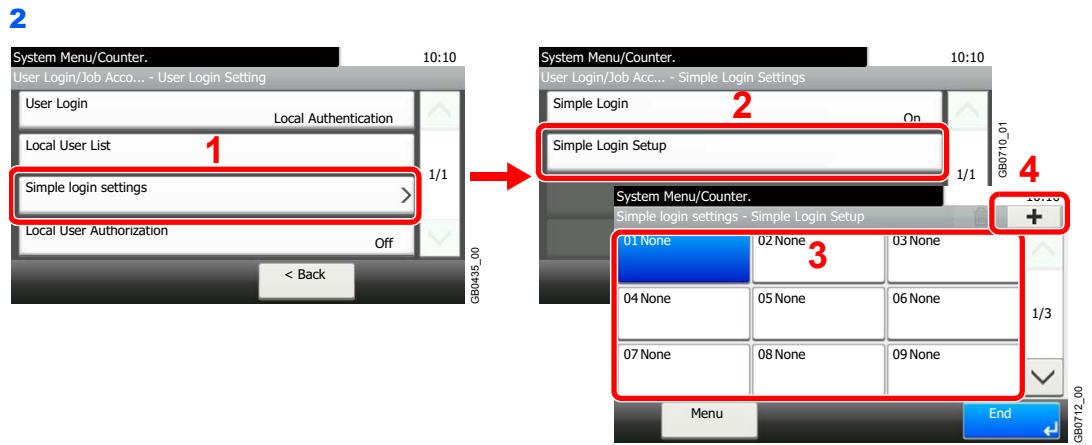 2
System Menu/Counter.
10:10
User Login/Job Acco... - User Login Setting
User Login
Local Authentication
Local User List
1
1/1
Simple login settings
Local User Authorization
Off
< Back
GB0435_00
System Menu/Counter.
10:10
User Login/Job Acc... - Simple Login Settings
Simple Login
2
On
Simple Login Setup
1/1
GB0710_01
4
System Menu/Counter.
10:10
Simple login settings - Simple Login Setup
+
01 None
02 None
03 None
3
04 None
05 None
06 None
1/3
07 None
08 None
09 None
Menu
End
GB0712_00